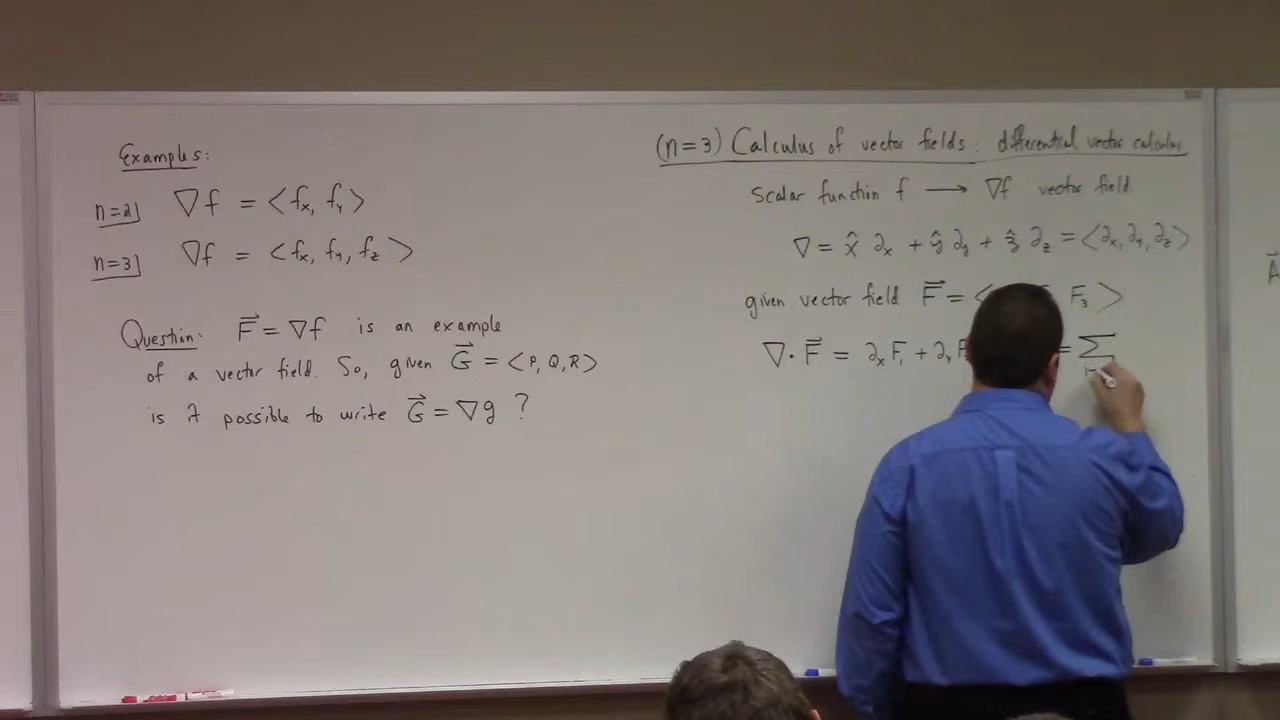 Examples:
n=2] ∇f = <fx, fy>
n=3] ∇f = <fx, fy, fz>
Question: F⃗ = ∇f is an example
of a vector field. So, given G⃗ = <P, Q, R>
is it possible to write G⃗ = ∇g ?
(n=3) Calculus of vector fields: differential vector calculus
Scalar function f → ∇f vector field.
∇ = x̂ ∂x + ŷ ∂y + ẑ ∂z = <∂x, ∂y, ∂z>
given vector field F⃗ = < F3 >
∇· F⃗ = ∂x F1 + ∂y F = Σ
A⃗